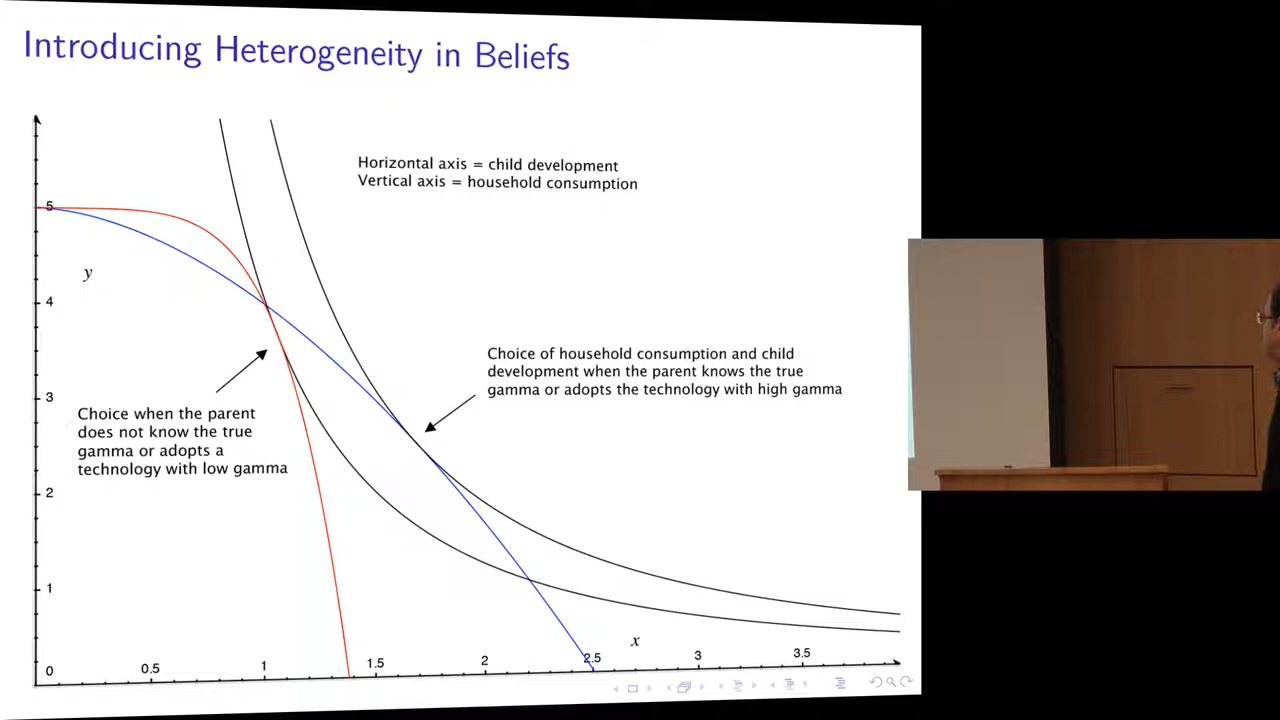 Introducing Heterogeneity in Beliefs
Horizontal axis = child development
Vertical axis = household consumption
5
y
4
Choice of household consumption and child
development when the parent knows the true
gamma or adopts the technology with high gamma
3
Choice when the parent
does not know the true
gamma or adopts a
technology with low gamma
2
1
x
0
0.5
1
1.5
2
2.5
3
3.5